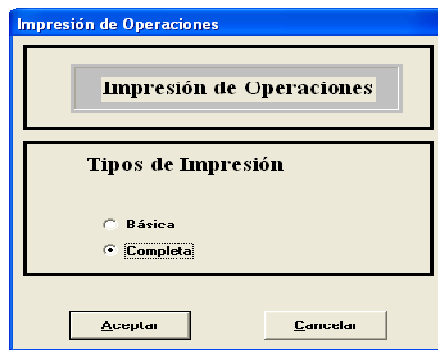 Impresión de Operaciones
Impresión de Operaciones
Tipos de Impresión
Básica
Completa
Aceptar
Cancelar